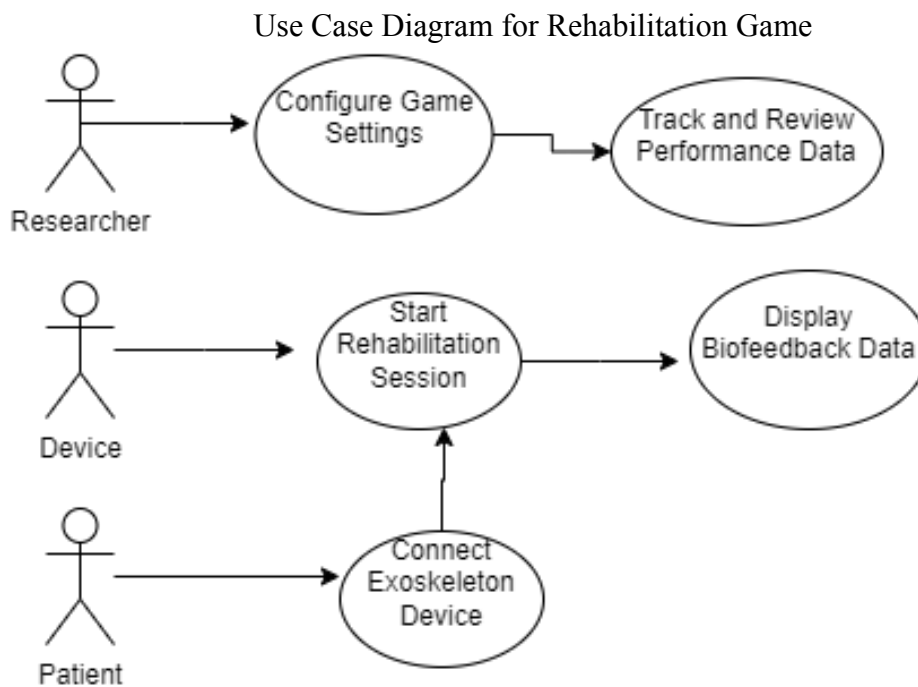 Use Case Diagram for Rehabilitation Game
Configure Game
Settings
Track and Review
Performance Data
Researcher
Start
Rehabilitation
Session
Display
Biofeedback Data
Device
Connect
Exoskeleton
Device
Patient